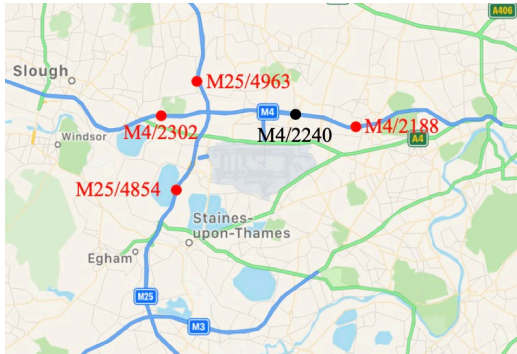 A406
Slough
M25/4963
M4
M4/2302
M4/2240
M4/2188
A4
Windsor
M25/4854
Staines-
upon-Thames
Egham
M25
M3